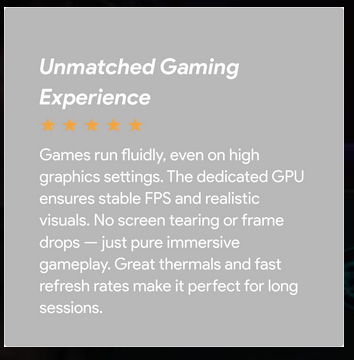 Unmatched Gaming
Experience
Games run fluidly, even on high
graphics settings. The dedicated GPU
ensures stable FPS and realistic
visuals. No screen tearing or frame
drops — just pure immersive
gameplay. Great thermals and fast
refresh rates make it perfect for long
sessions.